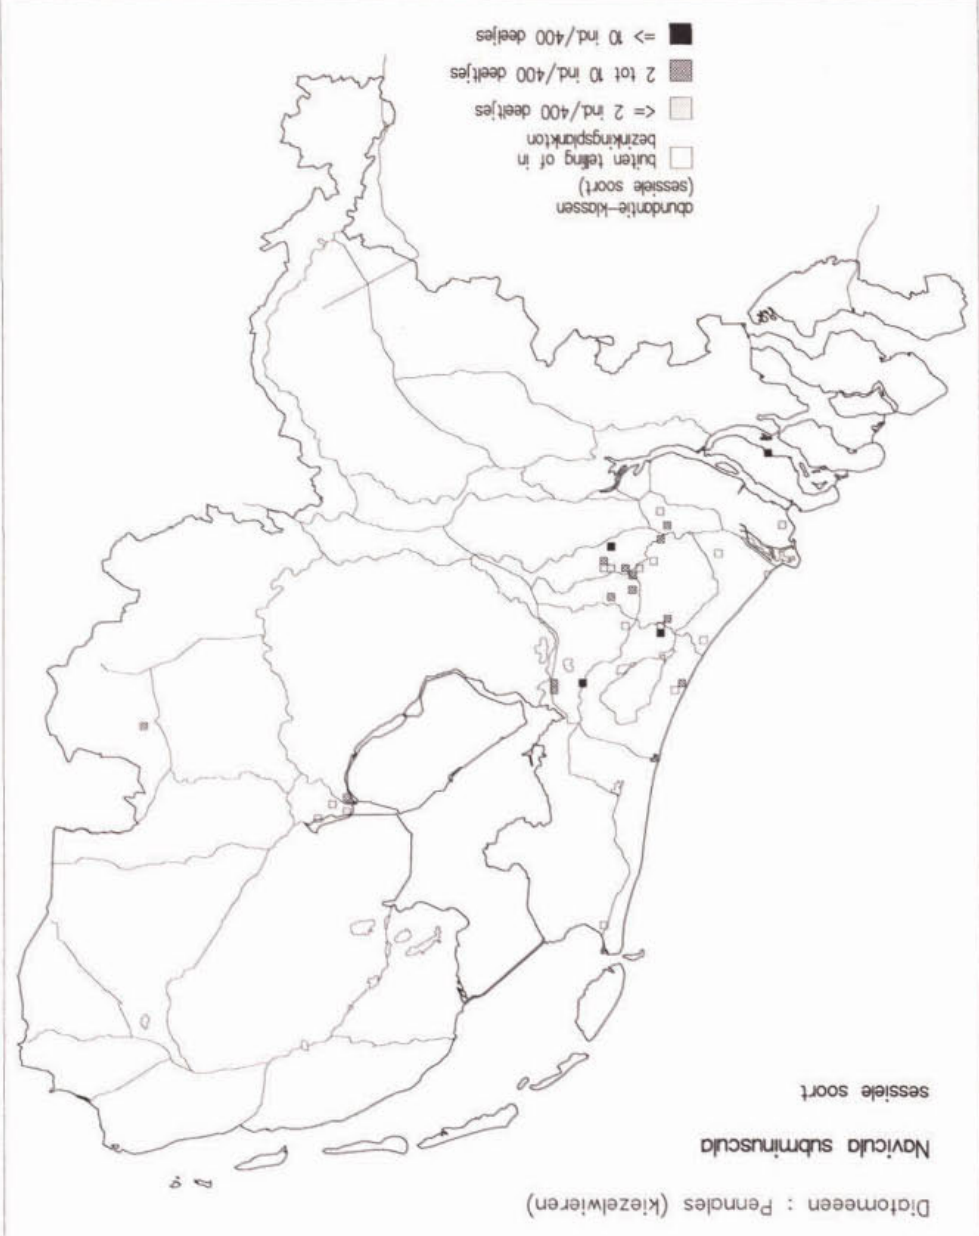 Diatomeeen : Pennales (kiezelwieren)
Navicula subminuscula
sessiele soort
abundantie-klassen
(sessiele soort)
buiten telling of in
bezinkingsplankton
<= 2 ind./400 deeltjes
2 tot 10 ind./400 deeltjes
=> 10 ind./400 deeltjes